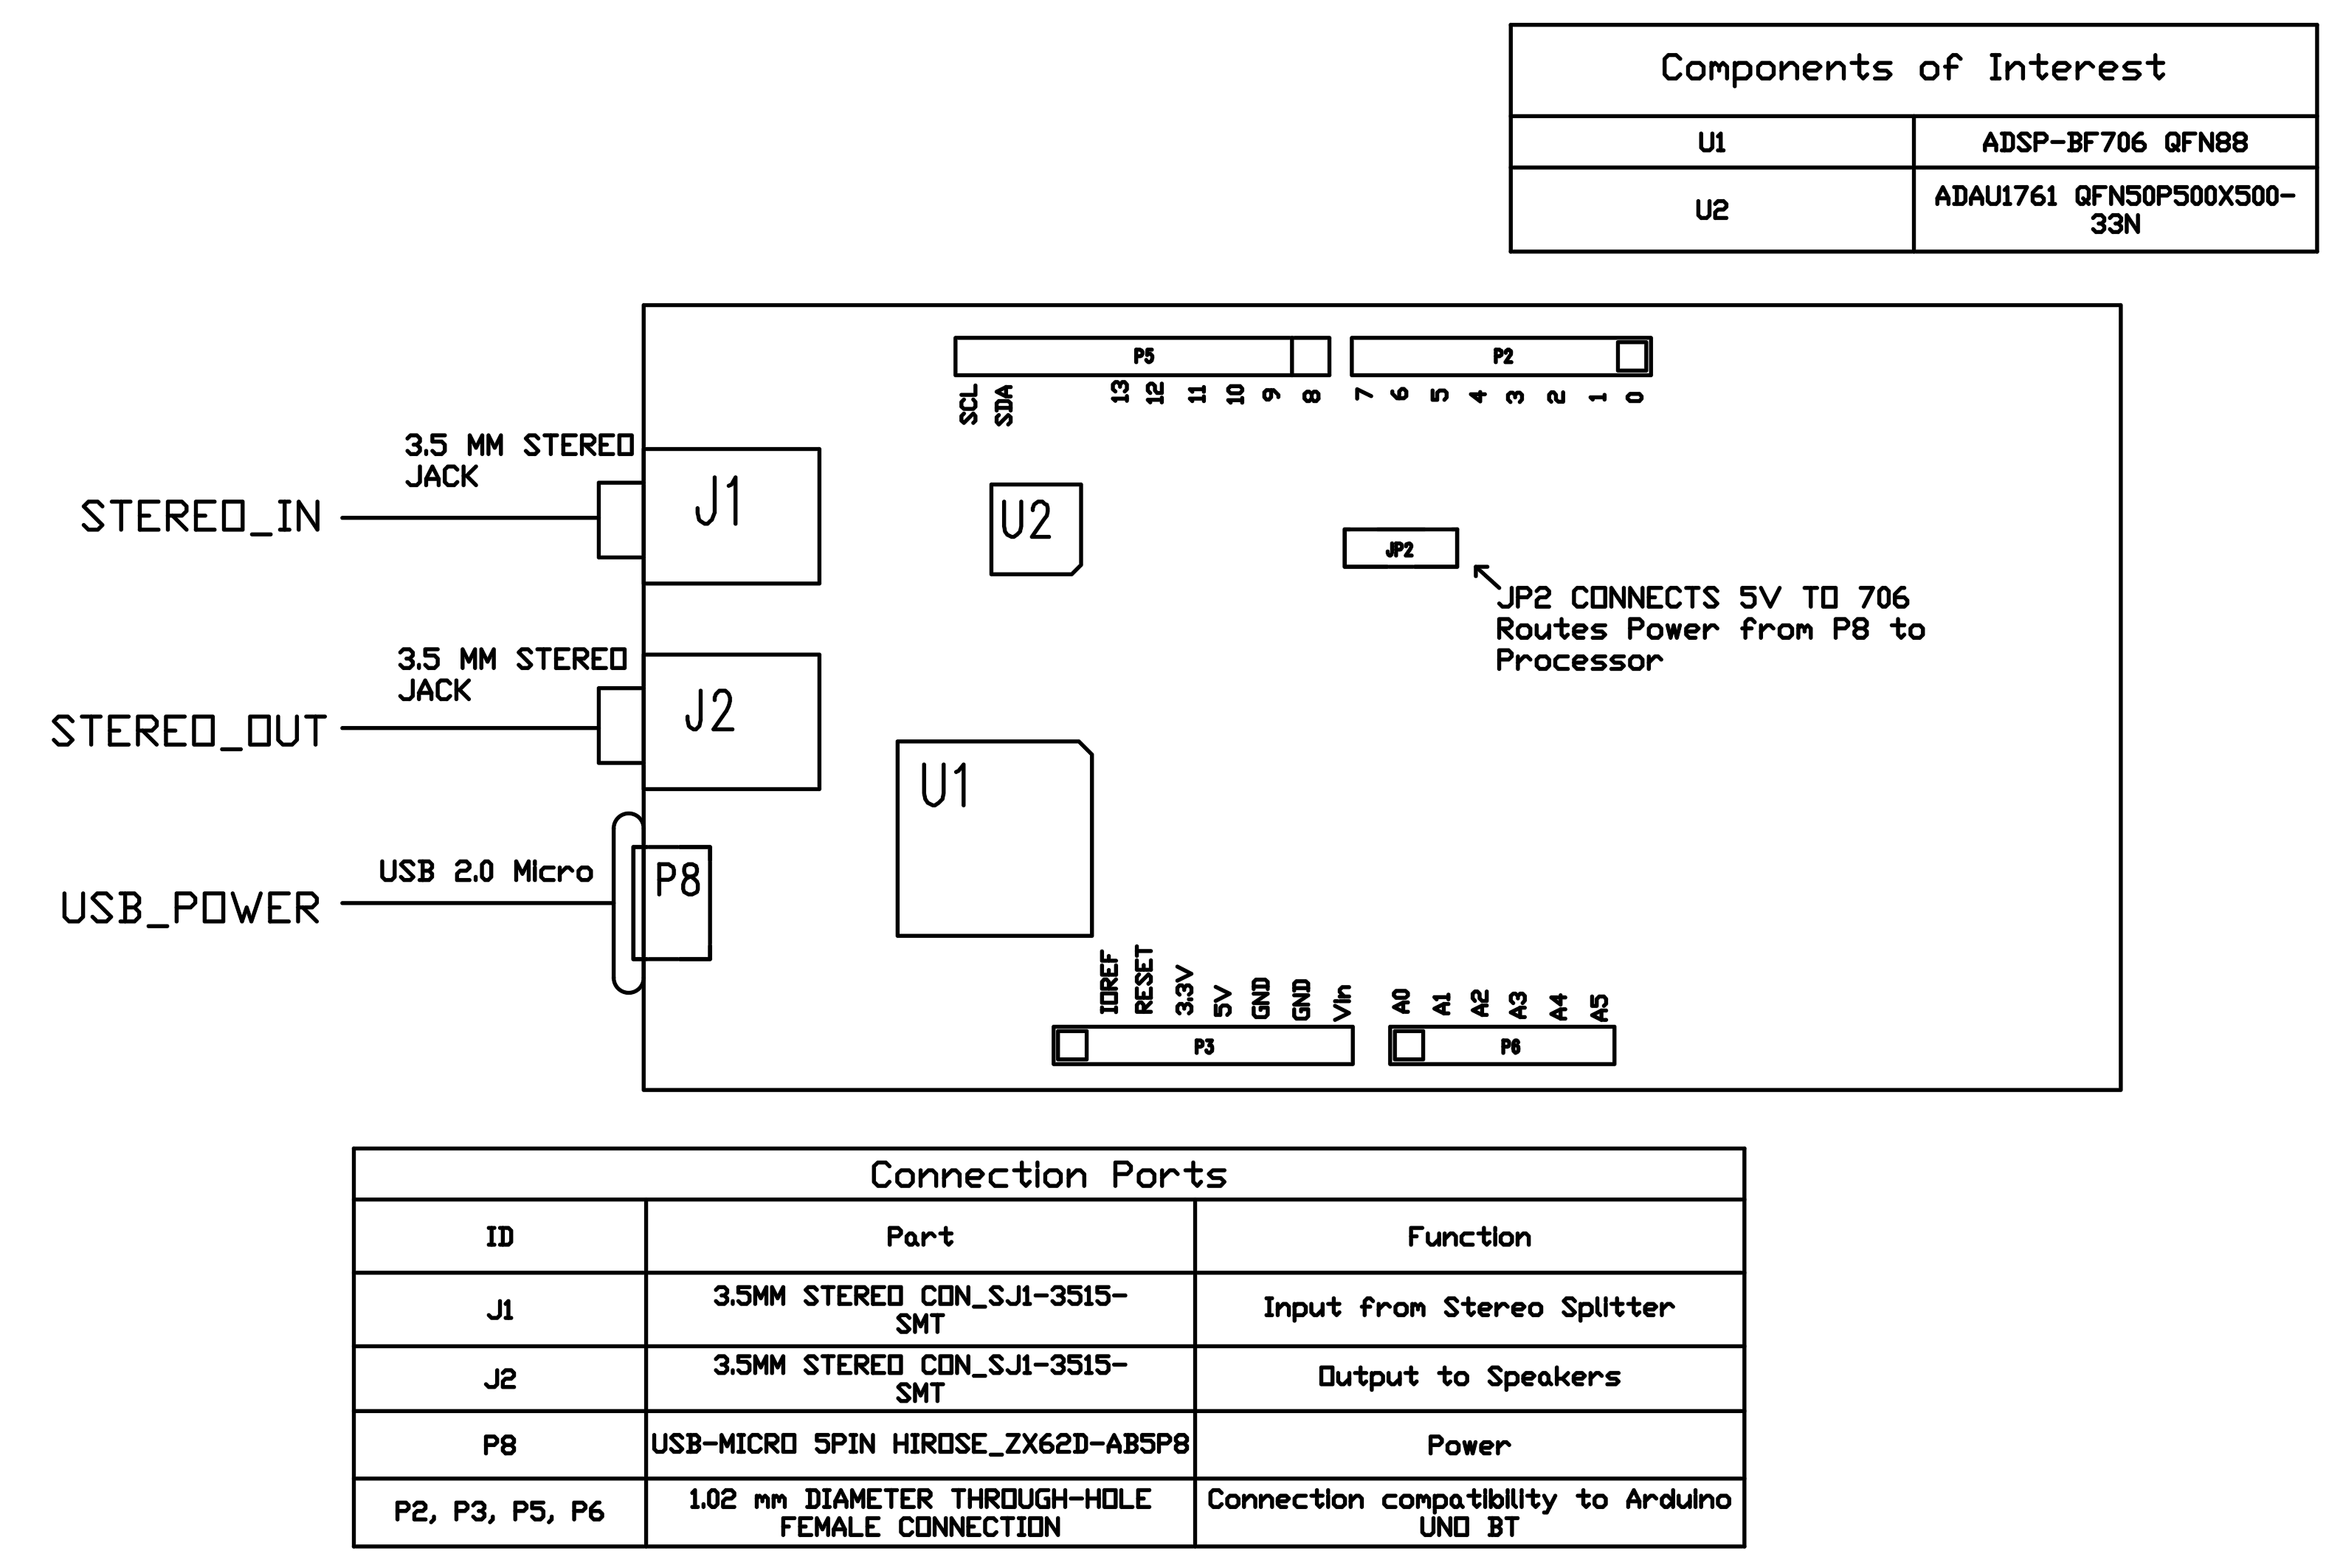 Components of Interest
U1 ADSP-BF706 QFN88
U2 ADAU1761 QFN50P500X500-
33N
P5 P2
SCL SDA 13 12 11 10 9 8 7 6 5 4 3 2 1 0
3.5 MM STEREO
JACK
STEREO_IN
J1
U2
JP2
JP2 CONNECTS 5V TO 706
Routes Power from P8 to
Processor
3.5 MM STEREO
JACK
STEREO_OUT
J2
U1
USB 2.0 Micro
USB_POWER
P8
IOREF RESET 3.3V 5V GND GND Vin A0 A1 A2 A3 A4 A5
P3 P6
Connection Ports
ID Part Function
J1 3.5MM STEREO CON_SJ1-3515-
SMT Input from Stereo Splitter
J2 3.5MM STEREO CON_SJ1-3515-
SMT Output to Speakers
P8 USB-MICRO 5PIN HIROSE_ZX62D-AB5P8 Power
P2, P3, P5, P6 1.02 mm DIAMETER THROUGH-HOLE
FEMALE CONNECTION Connection compatibility to Arduino
UNO BT